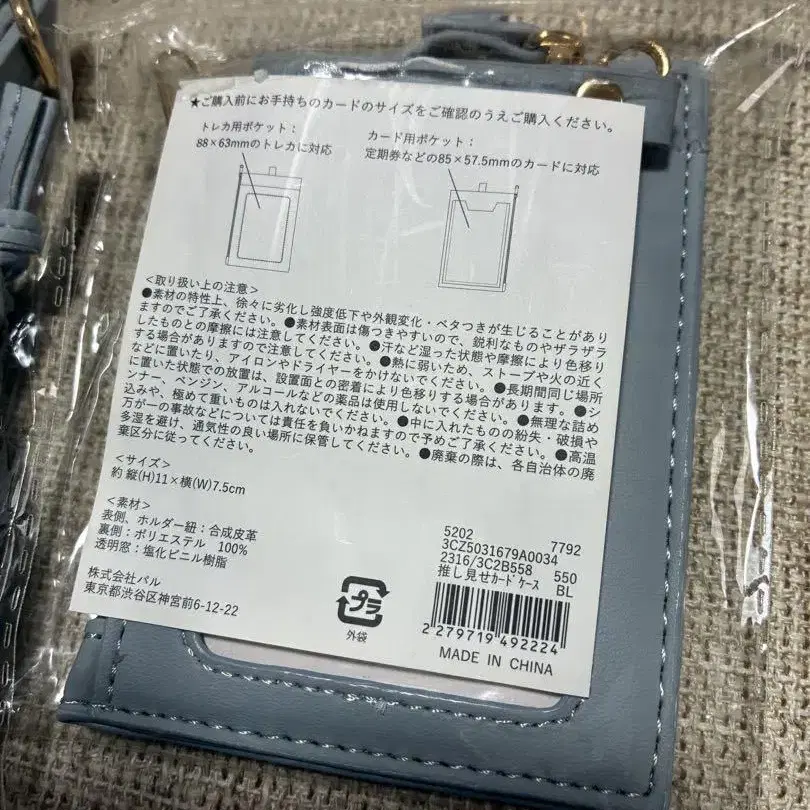 ★ご購入前にお手持ちのカードのサイズをご確認のうえご購入ください。
トレカ用ポケット：
88×63mmのトレカに対応
カード用ポケット：
定期券などの85×57.5mmのカードに対応
<取り扱い上の注意>
●素材の特性上、徐々に劣化し強度低下や外観変化・ベタつきが生じることがあり
ますのでご了承ください。●素材表面は傷つきやすいので、鋭利なものやザラザラ
したものとの摩擦には注意してください。●汗など湿った状態や摩擦により色移り
する場合がありますので注意してください。●熱に弱いため、ストーブや火の近く
などに置いたり、アイロンやドライヤーをかけないでください。●長期間同じ場所
に置いた状態での放置は、設置面との密着により色移りする場合があります。●シ
ンナー、ベンジン、アルコールなどの薬品は使用しないでください。●無理な詰め
込みや、極めて重いものは入れないでください。●中に入れたものの紛失・破損や
万が一の事故などについては責任を負いかねますので予めご了承ください。●高温
多湿を避け、通気性の良い場所に保管してください。●廃棄の際は、各自治体の廃
棄区分に従ってください。
<サイズ>
約 縦(H)11×横(W)7.5cm
<素材>
表側、ホルダー紐：合成皮革
裏側：ポリエステル 100%
透明窓：塩化ビニル樹脂
株式会社パル
東京都渋谷区神宮前6-12-22
プラ
外袋
5202 7792
3CZ5031679A0034
2316/3C2B558 550
推し見せｶｰﾄﾞｹｰｽ BL
2 279719 492224
MADE IN CHINA